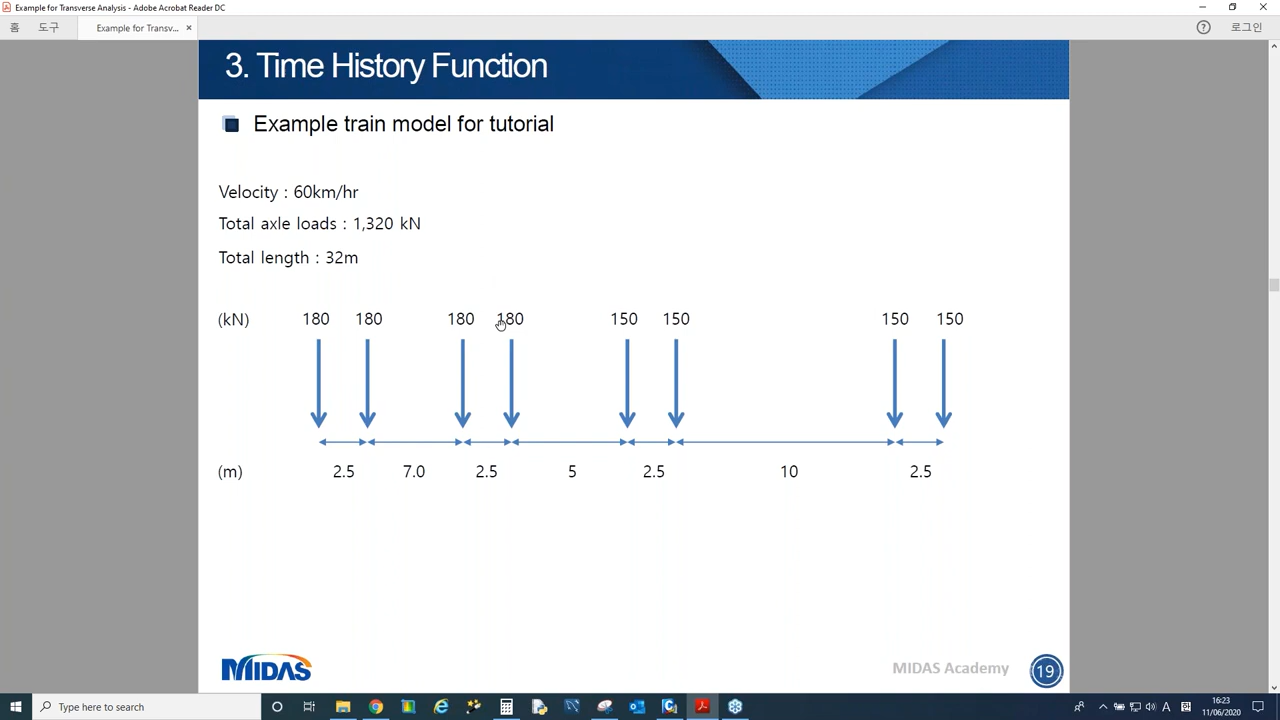 Example for Transverse Analysis - Adobe Acrobat Reader DC
홈 도구 Example for Transv... ×
로그인
3. Time History Function
Example train model for tutorial
Velocity : 60km/hr
Total axle loads : 1,320 kN
Total length : 32m
(kN) 180 180 180 180 150 150 150 150
(m) 2.5 7.0 2.5 5 2.5 10 2.5
MIDAS
MIDAS Academy 19
Type here to search
A
16:23
11/06/2020